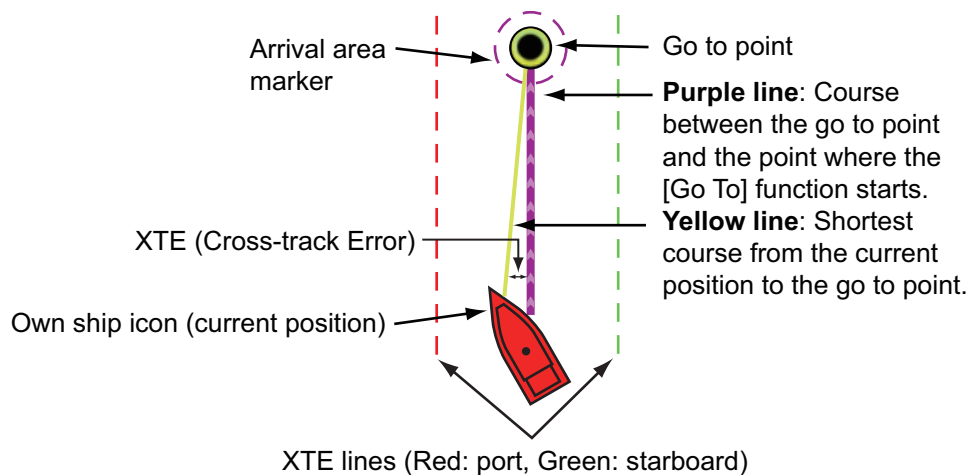 Arrival area
marker
Go to point
Purple line: Course
between the go to point
and the point where the
[Go To] function starts.
Yellow line: Shortest
course from the current
position to the go to point.
XTE (Cross-track Error)
Own ship icon (current position)
XTE lines (Red: port, Green: starboard)